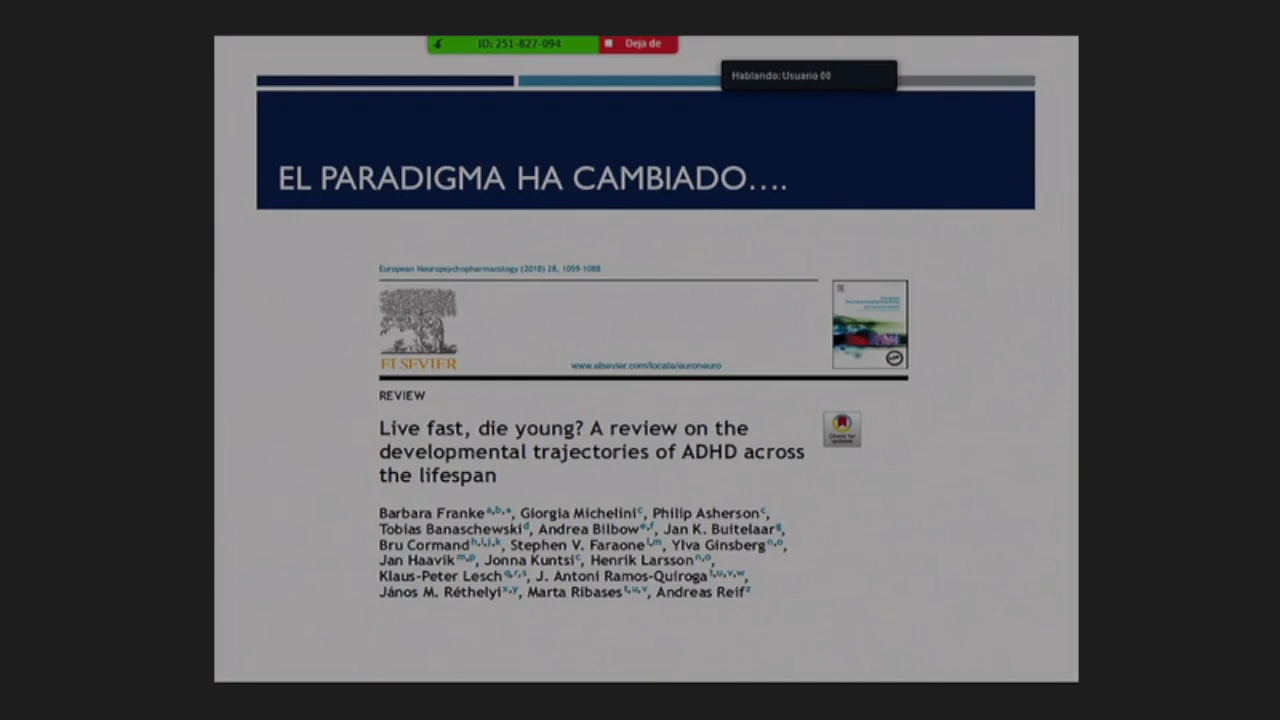 ID: 251-827-094
Deja de
Hablando: Usuario 00
EL PARADIGMA HA CAMBIADO....
European Neuropsychopharmacology (2018) 28, 1059-1088
ELSEVIER
www.elsevier.com/locate/euroneuro
REVIEW
Live fast, die young? A review on the
developmental trajectories of ADHD across
the lifespan
Check for
updates
Barbara Franke a,b,*, Giorgia Michelini c, Philip Asherson c,
Tobias Banaschewski d, Andrea Bilbow e,f, Jan K. Buitelaar g,
Bru Cormand h,i,j,k, Stephen V. Faraone l,m, Ylva Ginsberg n,o,
Jan Haavik m,p, Jonna Kuntsi c, Henrik Larsson n,o,
Klaus-Peter Lesch q,r,s, J. Antoni Ramos-Quiroga t,u,v,w,
János M. Réthelyi x,y, Marta Ribases t,u,v, Andreas Reif z